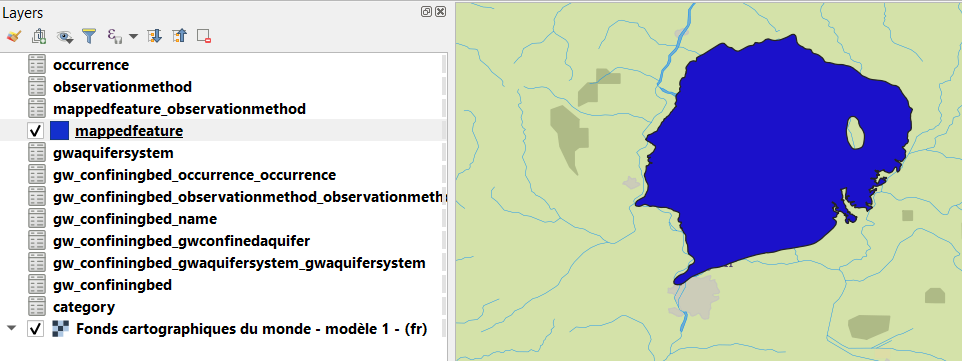 Layers
occurrence
observationmethod
mappedfeature_observationmethod
mappedfeature
gwaquifersystem
gw_confiningbed_occurrence_occurrence
gw_confiningbed_observationmethod_observationmeth
gw_confiningbed_name
gw_confiningbed_gwconfinedaquifer
gw_confiningbed_gwaquifersystem_gwaquifersystem
gw_confiningbed
category
Fonds cartographiques du monde - modèle 1 - (fr)